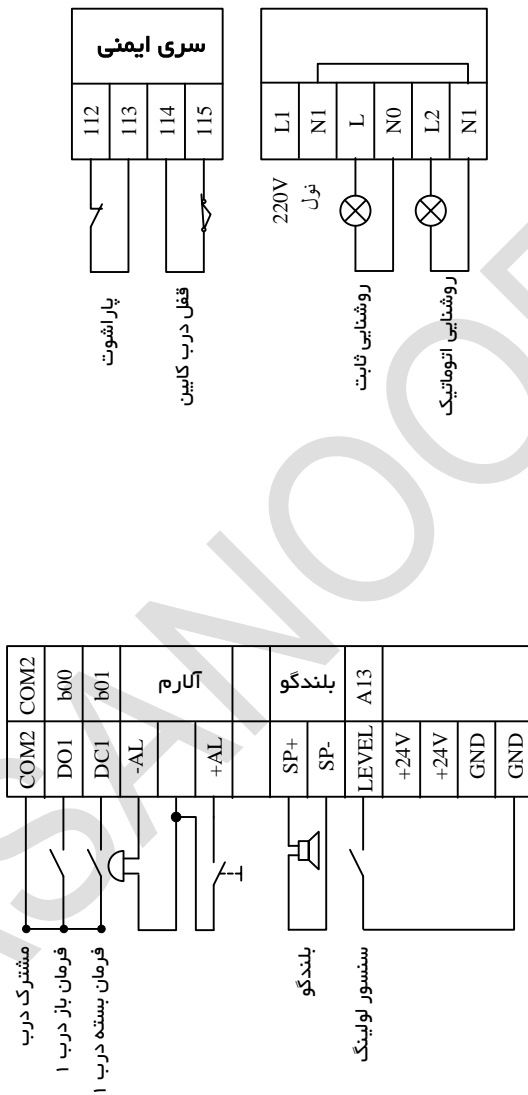 سری ایمنی
112
113
114
115
پاراشوت
قفل درب کابین
L1
N1
L
N0
L2
N1
220V
نول
روشنایی ثابت
روشنایی اتوماتیک
COM2 COM2
DO1 b00
DC1 b01
-AL
آلارم
+AL
SP+
بلندگو
SP-
LEVEL A13
+24V
+24V
GND
GND
مشترک درب
فرمان باز درب ۱
فرمان بسته درب ۱
بلندگو
سنسور لولینگ